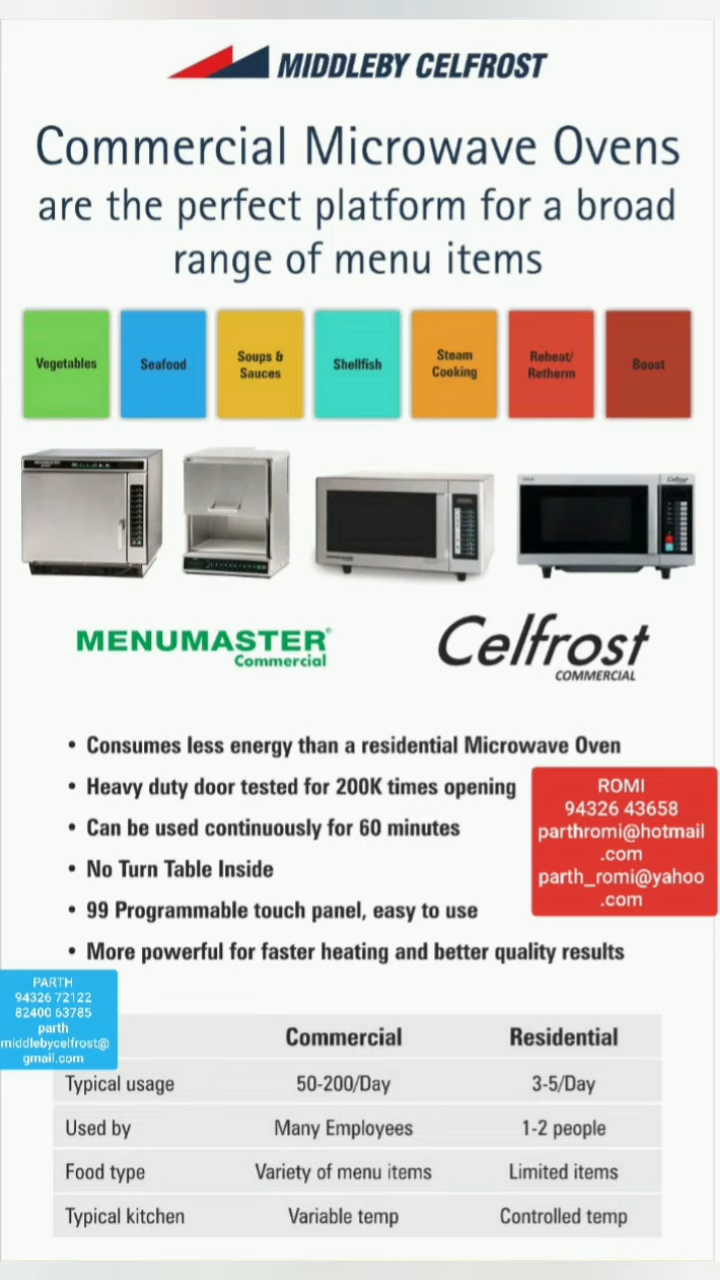 MIDDLEBY CELFROST
Commercial Microwave Ovens
are the perfect platform for a broad
range of menu items
Vegetables
Seafood
Soups &
Sauces
Shellfish
Steam
Cooking
Reheat/
Retherm
Boost
Celfrost
MENUMASTER®
Commercial
Celfrost
COMMERCIAL
• Consumes less energy than a residential Microwave Oven
• Heavy duty door tested for 200K times opening
• Can be used continuously for 60 minutes
• No Turn Table Inside
• 99 Programmable touch panel, easy to use
• More powerful for faster heating and better quality results
ROMI
94326 43658
parthromi@hotmail
.com
parth_romi@yahoo
.com
PARTH
94326 72122
82400 63785
parth
middlebycelfrost@
gmail.com
Commercial Residential
Typical usage 50-200/Day 3-5/Day
Used by Many Employees 1-2 people
Food type Variety of menu items Limited items
Typical kitchen Variable temp Controlled temp